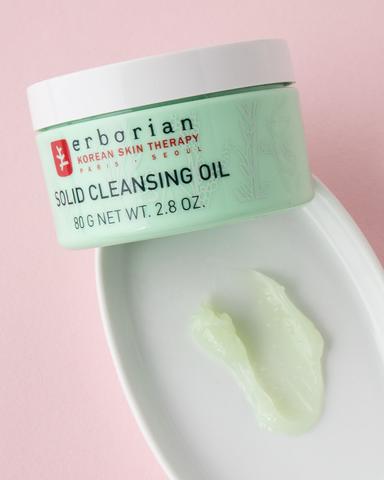 erborian
KOREAN SKIN THERAPY
PARIS • SEOUL
SOLID CLEANSING OIL
80 G NET WT. 2.8 OZ.